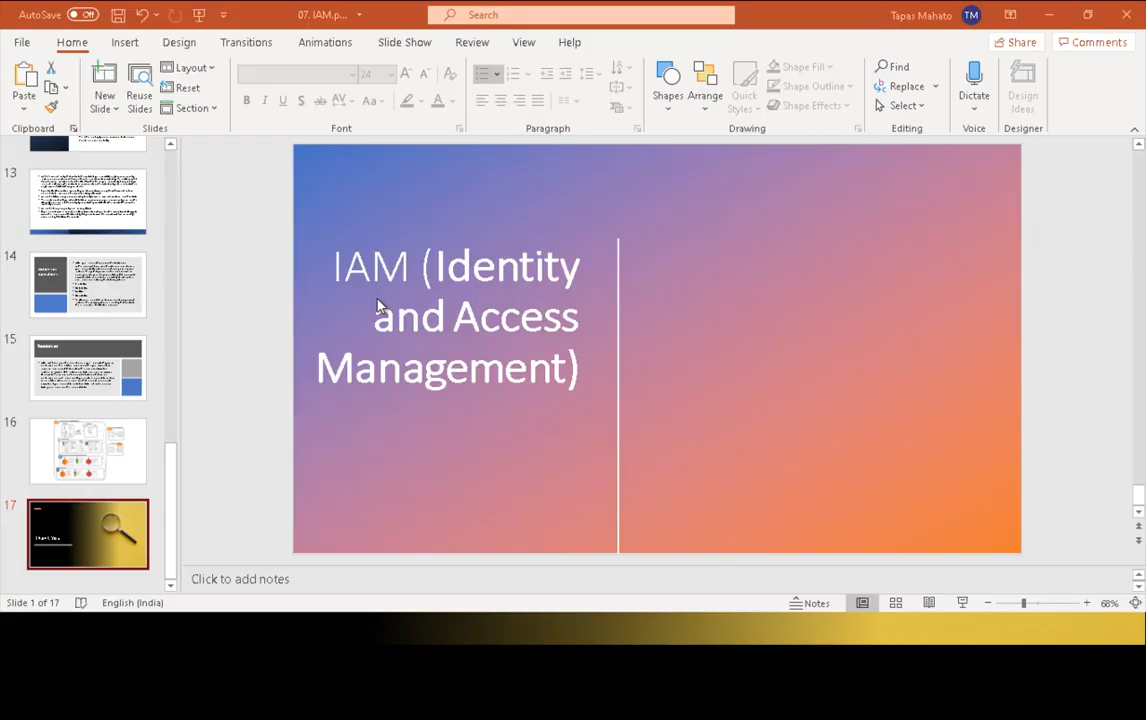 AutoSave Off 07. IAM.p... Search Tapas Mahato TM
File Home Insert Design Transitions Animations Slide Show Review View Help Share Comments
Paste New Slide Reuse Slides Layout Reset Section 24 Shapes Arrange Quick Styles Shape Fill Shape Outline Shape Effects Find Replace Select Dictate Design Ideas
Clipboard Slides Font Paragraph Drawing Editing Voice Designer
13
14
15
16
17
Thank You
IAM (Identity
and Access
Management)
Click to add notes
Slide 1 of 17 English (India) Notes 68%